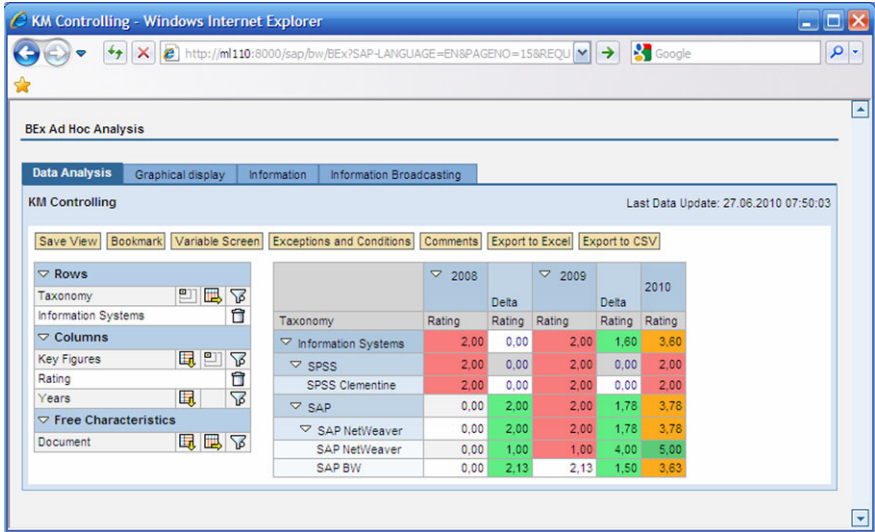 KM Controlling - Windows Internet Explorer
http://ml110:8000/sap/bw/BEx?SAP-LANGUAGE=EN&PAGENO=15&REQU
Google
BEx Ad Hoc Analysis
Data Analysis Graphical display Information Information Broadcasting
KM Controlling Last Data Update: 27.06.2010 07:50:03
Save View Bookmark Variable Screen Exceptions and Conditions Comments Export to Excel Export to CSV
Rows
Taxonomy
Information Systems
Columns
Key Figures
Rating
Years
Free Characteristics
Document
2008 Delta 2009 Delta 2010
Taxonomy Rating Rating Rating Rating Rating
Information Systems 2,00 0,00 2,00 1,60 3,60
SPSS 2,00 0,00 2,00 0,00 2,00
SPSS Clementine 2,00 0,00 2,00 0,00 2,00
SAP 0,00 2,00 2,00 1,78 3,78
SAP NetWeaver 0,00 2,00 2,00 1,78 3,78
SAP NetWeaver 0,00 1,00 1,00 4,00 5,00
SAP BW 0,00 2,13 2,13 1,50 3,63